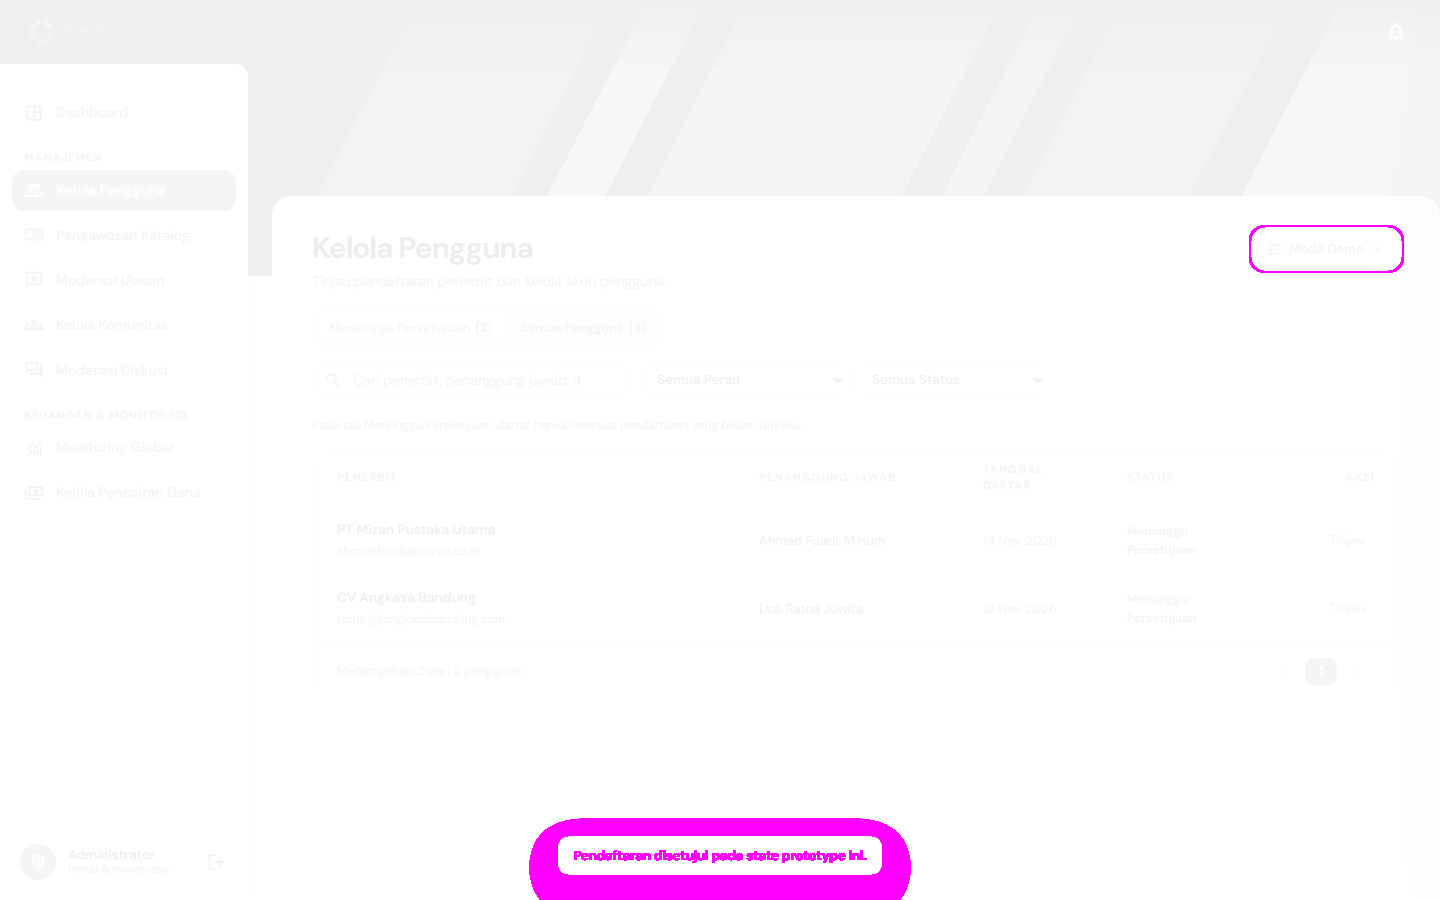 Dashboard
MANAJEMEN
Kelola Pengguna
Pengawasan Katalog
Moderasi Ulasan
Kelola Komunitas
Moderasi Diskusi
KEUANGAN & MONITORING
Monitoring Global
Kelola Pencairan Dana
Administrator
Portal Administrator
Kelola Pengguna
Mode Demo
Tinjau pendaftaran penerbit dan kelola akun pengguna.
Menunggu Persetujuan (2) Semua Pengguna (4)
Cari penerbit, penanggung jawab, a
Semua Peran
Semua Status
Pada tab Menunggu Persetujuan, daftar hanya memuat pendaftaran yang belum ditinjau.
PENERBIT PENANGGUNG JAWAB TANGGAL DAFTAR STATUS AKSI
PT Mizan Pustaka Utama
ahmad.fuadi@mizan.co.id
Ahmad Fuadi, M.Hum
14 Nov 2026
Menunggu
Persetujuan
Tinjau
CV Angkasa Bandung
ratna.j@angkasabandung.com
Dra. Ratna Juwita
13 Nov 2026
Menunggu
Persetujuan
Tinjau
Menampilkan 2 dari 2 pengguna
1
Pendaftaran disetujui pada state prototype ini.